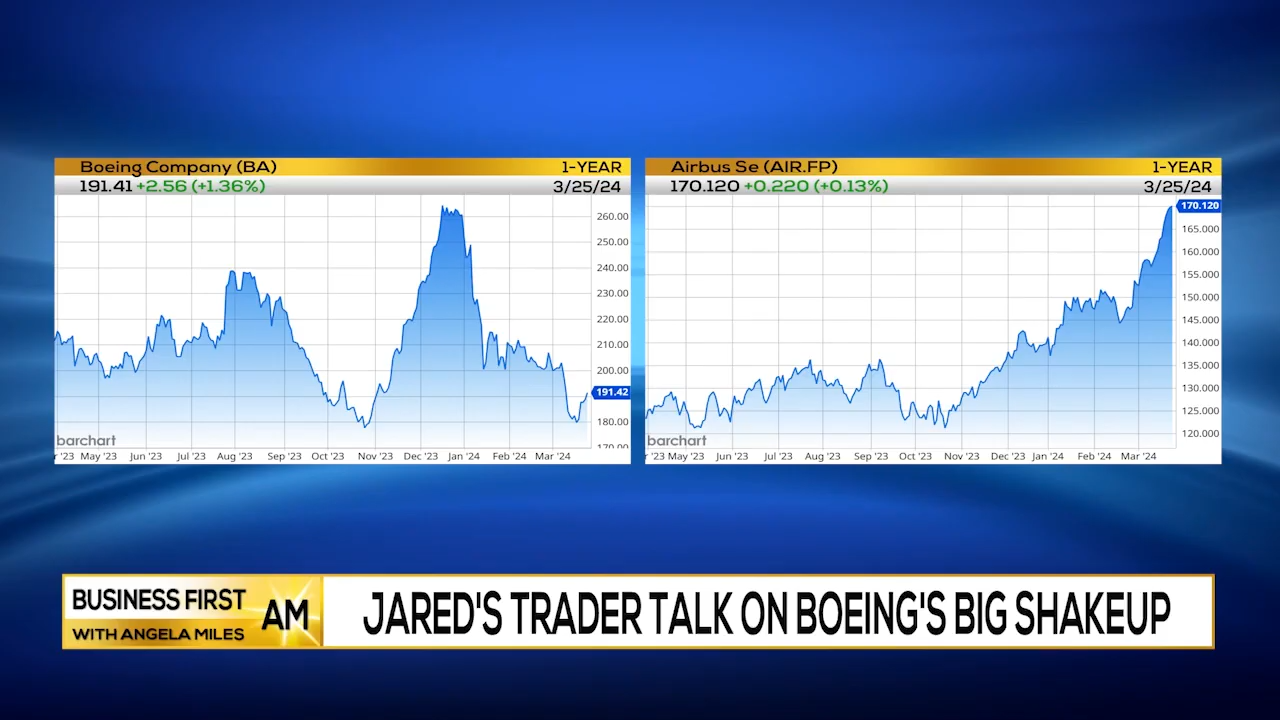 Boeing Company (BA) 1-YEAR
191.41 +2.56 (+1.36%) 3/25/24
260.00
250.00
240.00
230.00
220.00
210.00
200.00
191.42
180.00
170.00
barchart
r '23 May '23 Jun '23 Jul '23 Aug '23 Sep '23 Oct '23 Nov '23 Dec '23 Jan '24 Feb '24 Mar '24
Airbus Se (AIR.FP) 1-YEAR
170.120 +0.220 (+0.13%) 3/25/24
170.120
165.000
160.000
155.000
150.000
145.000
140.000
135.000
130.000
125.000
120.000
barchart
r '23 May '23 Jun '23 Jul '23 Aug '23 Sep '23 Oct '23 Nov '23 Dec '23 Jan '24 Feb '24 Mar '24
BUSINESS FIRST
AM
WITH ANGELA MILES
JARED'S TRADER TALK ON BOEING'S BIG SHAKEUP